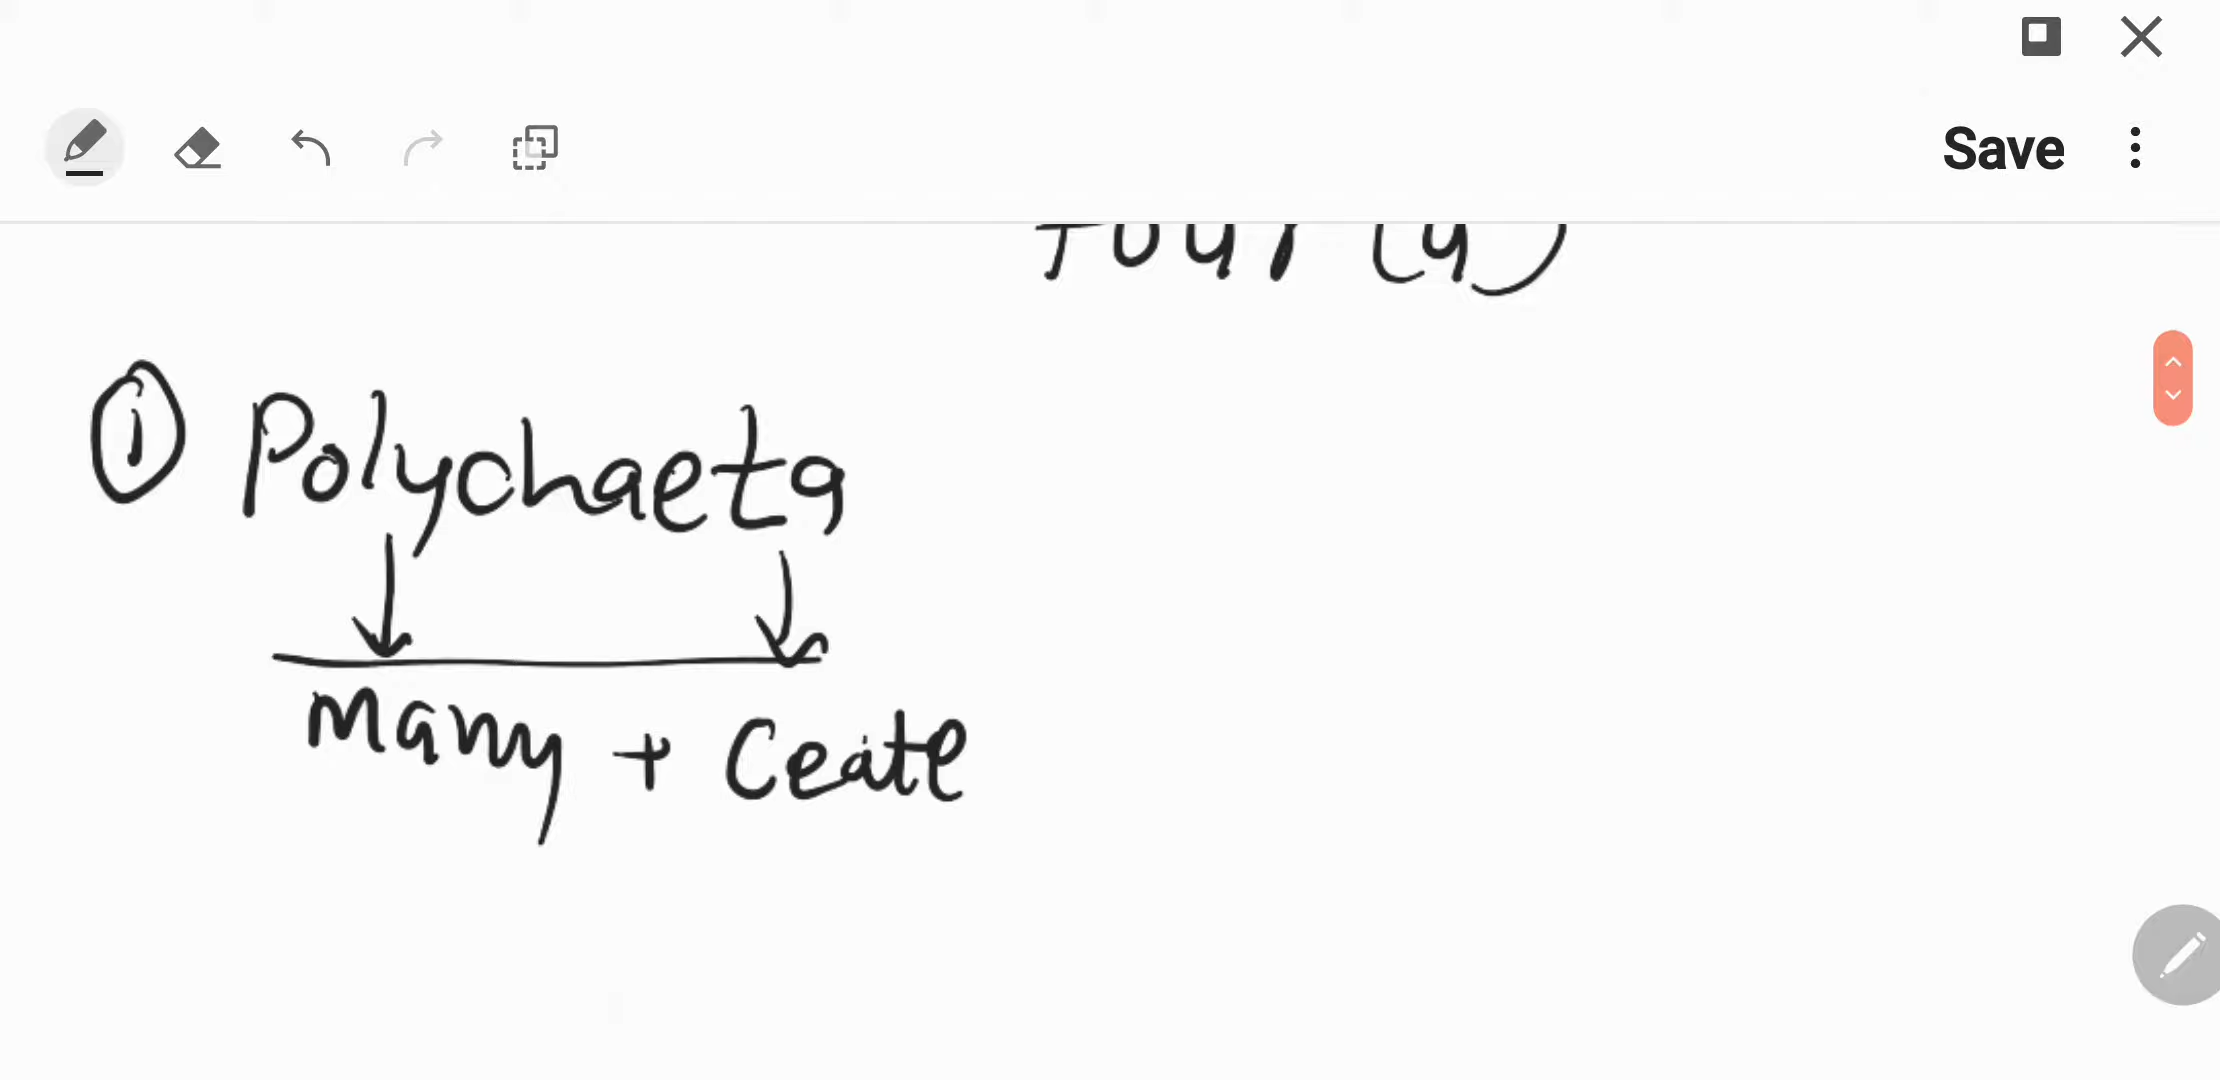 Save
Four (4)
① Polychaeta
Many + Ceate